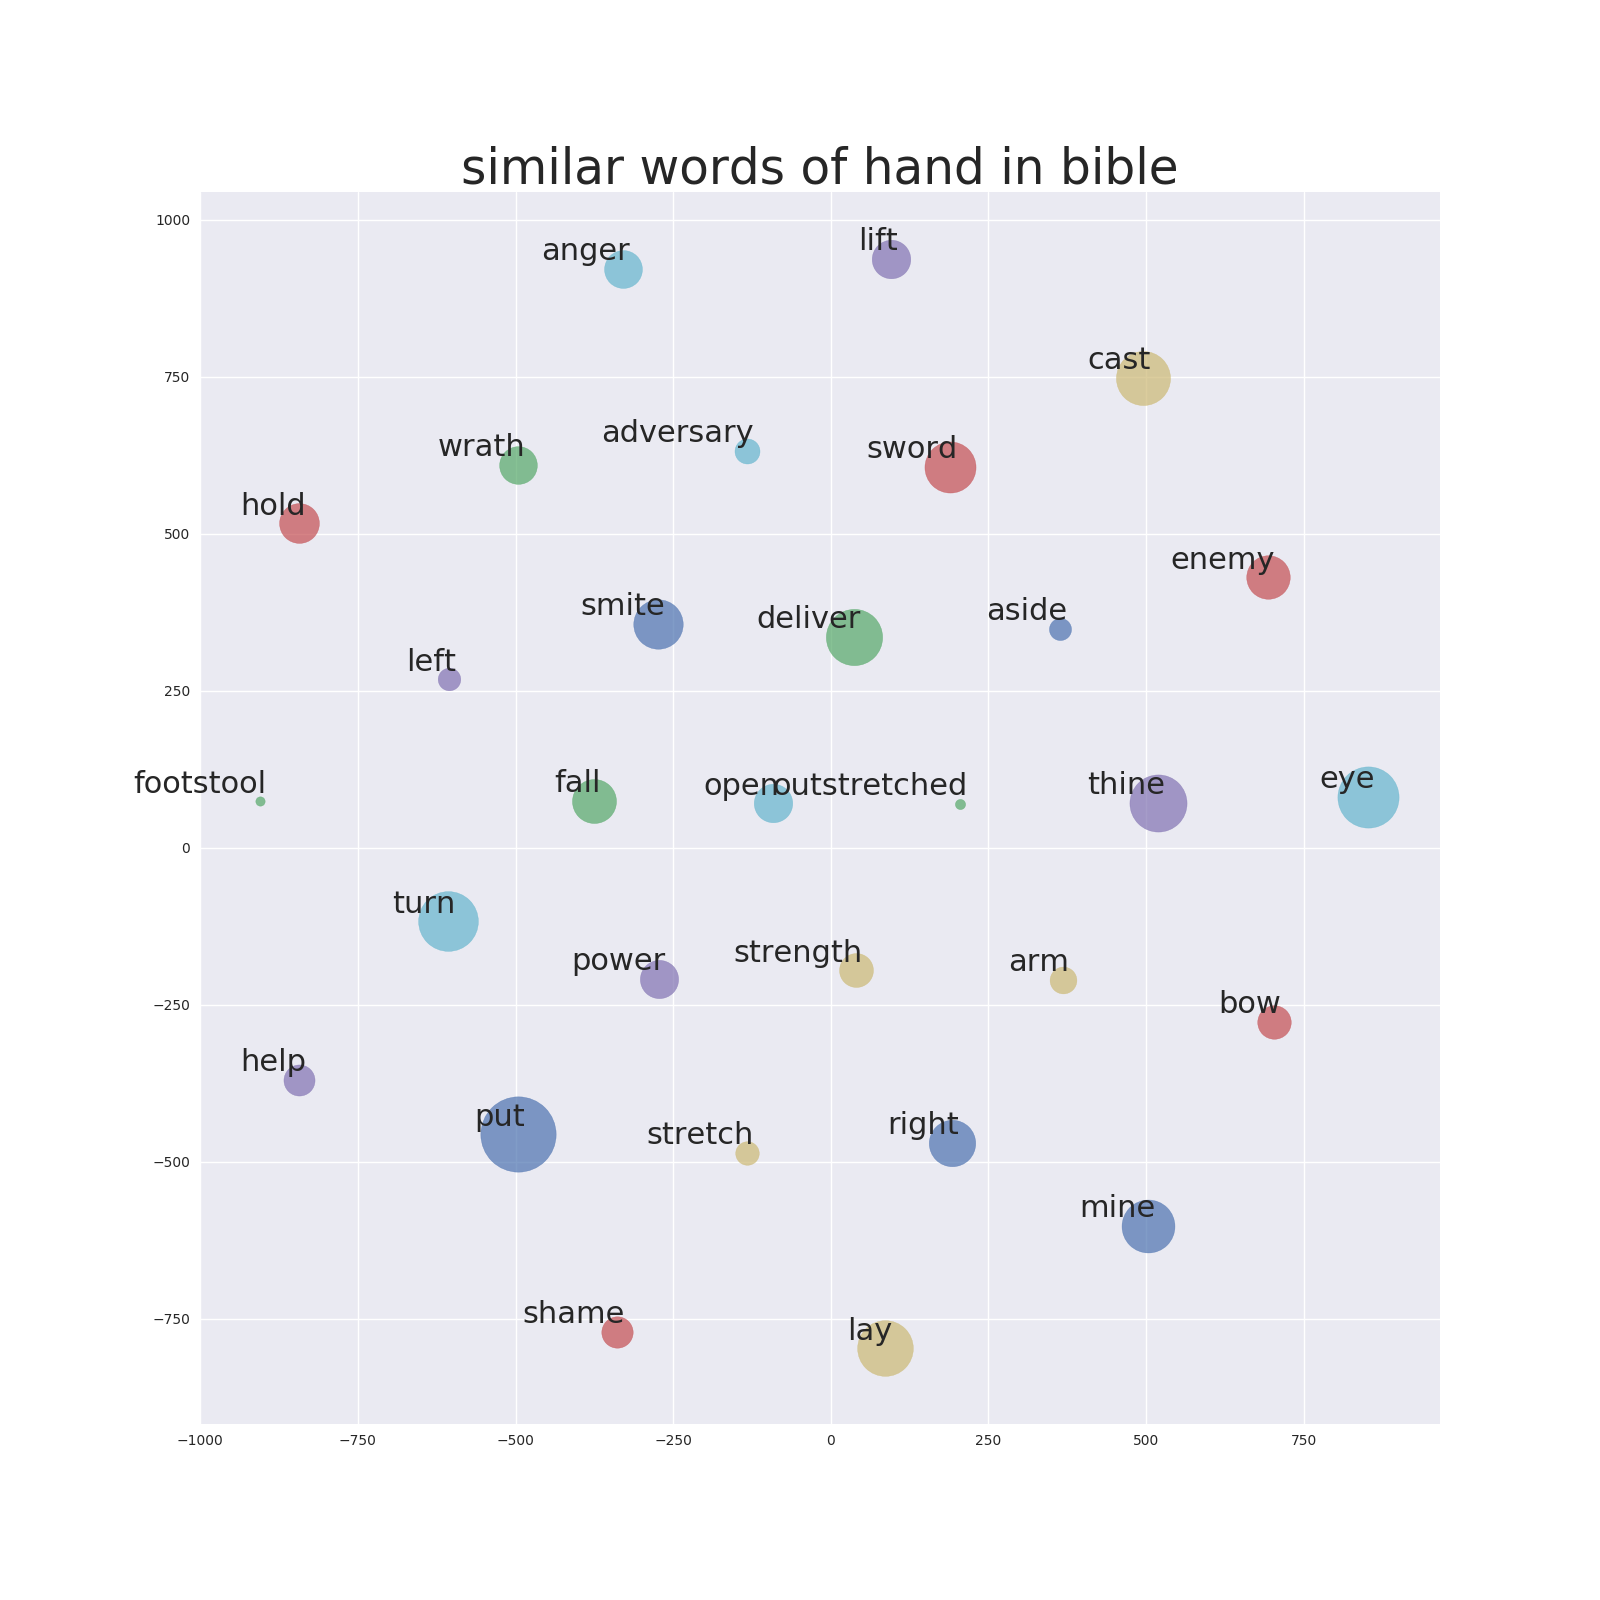 similar words of hand in bible
1000
lift
anger
cast
750
adversary
wrath
sword
hold
500
enemy
smite
aside
deliver
left
250
footstool
fall
open
outstretched
thine
eye
0
turn
strength
power
arm
−250
bow
help
put
right
stretch
−500
mine
shame
−750
lay
−1000
−750
−500
−250
0
250
500
750